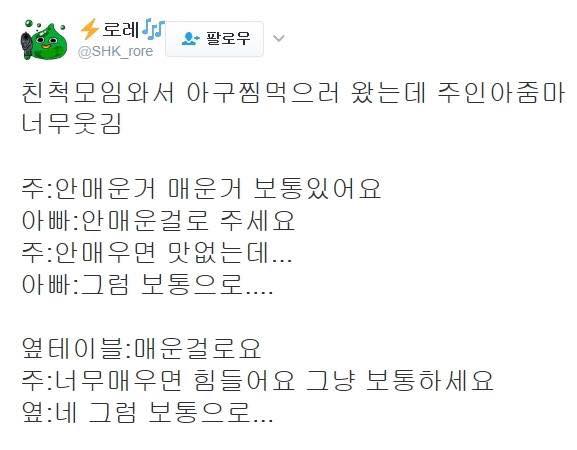 ⚡로레🎶
@SHK_rore
팔로우
친척모임와서 아구찜먹으러 왔는데 주인아줌마
너무웃김
주:안매운거 매운거 보통있어요
아빠:안매운걸로 주세요
주:안매우면 맛없는데...
아빠:그럼 보통으로....
옆테이블:매운걸로요
주:너무매우면 힘들어요 그냥 보통하세요
옆:네 그럼 보통으로...